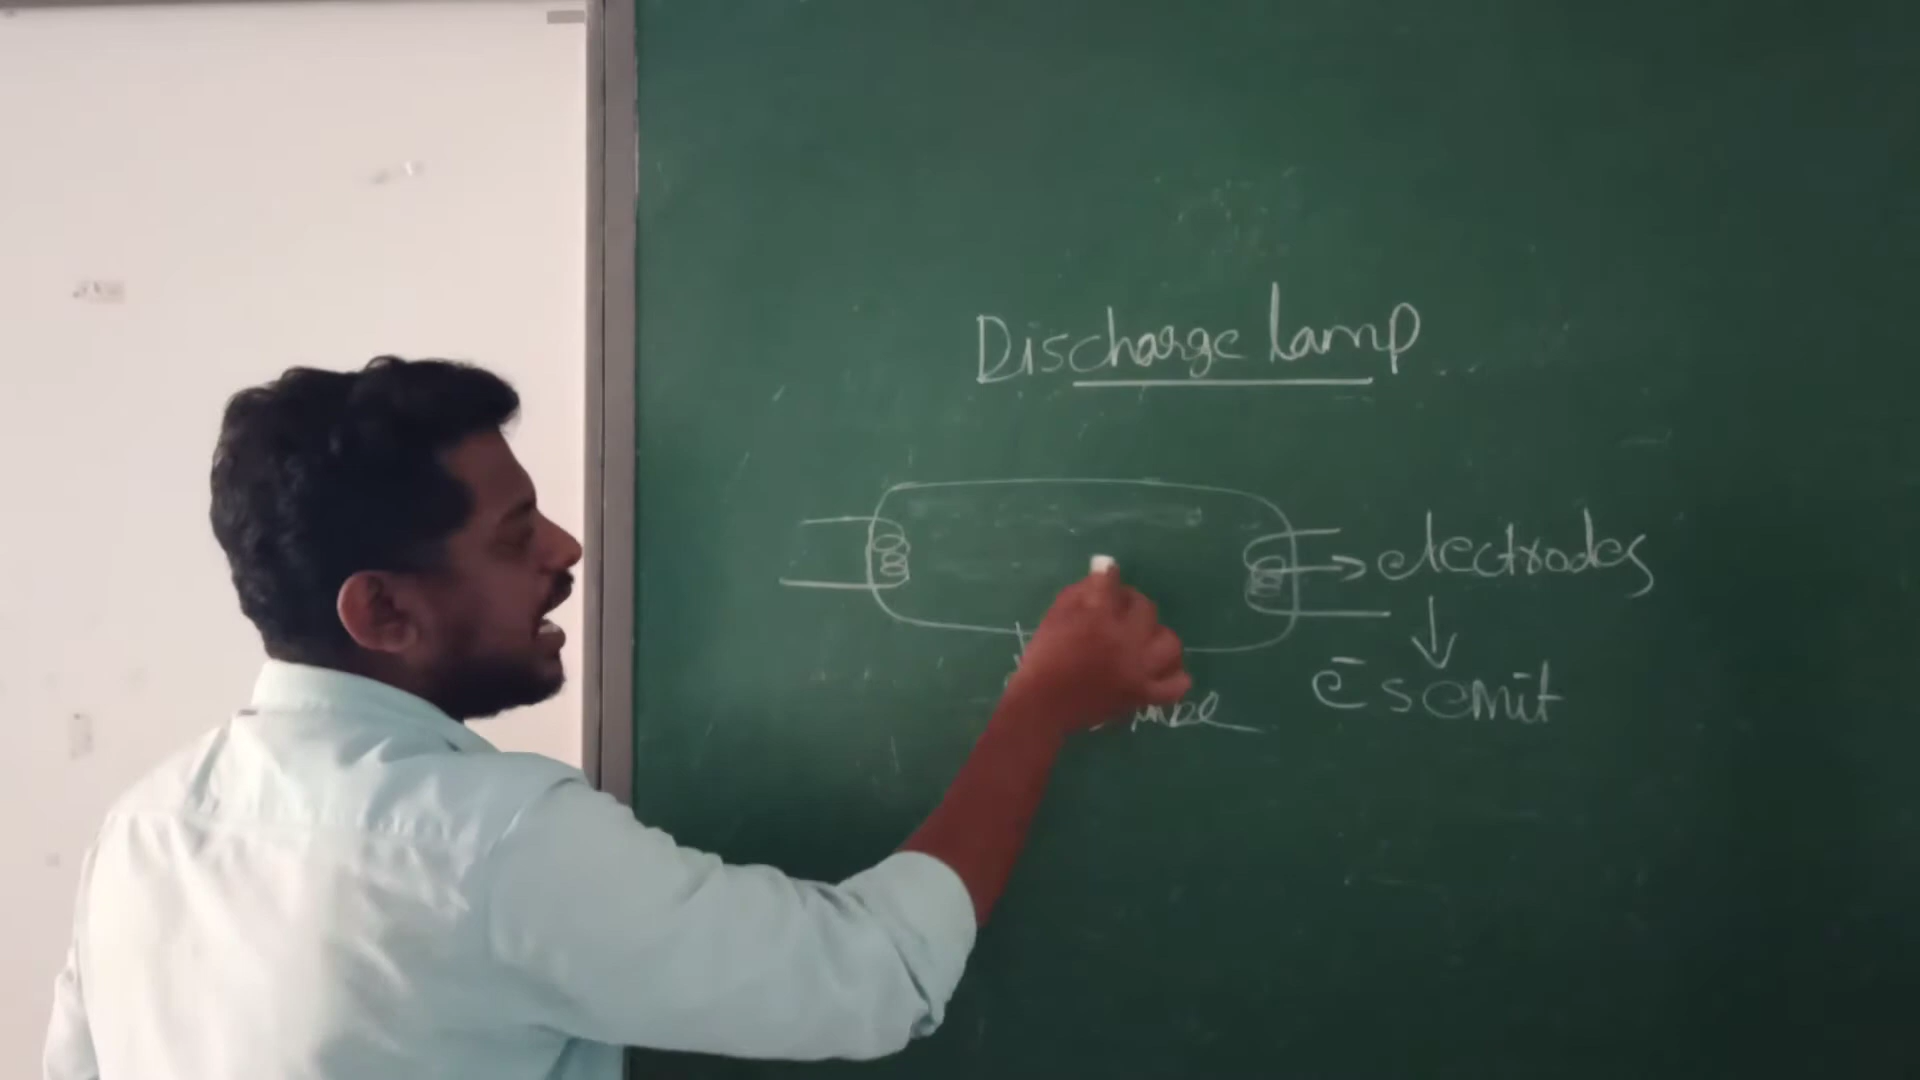 Discharge lamp
electrodes
ēs emit